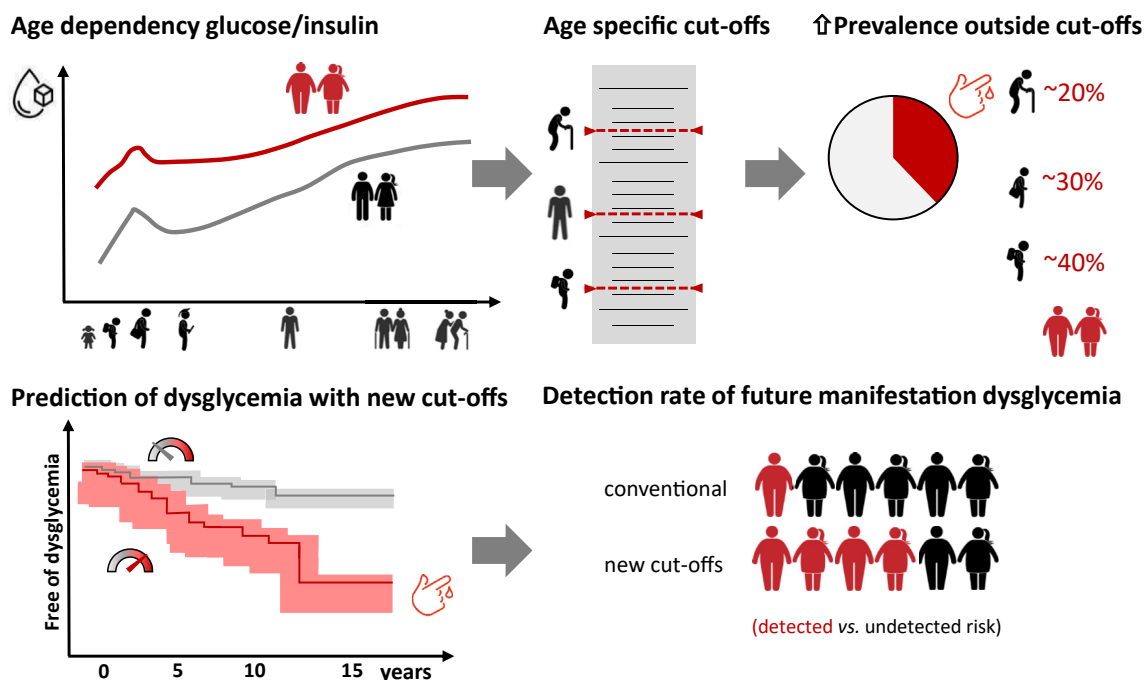 Age dependency glucose/insulin
Age specific cut-offs
⇧Prevalence outside cut-offs
~20%
~30%
~40%
Prediction of dysglycemia with new cut-offs
Free of dysglycemia
0 5 10 15 years
Detection rate of future manifestation dysglycemia
conventional
new cut-offs
(detected vs. undetected risk)